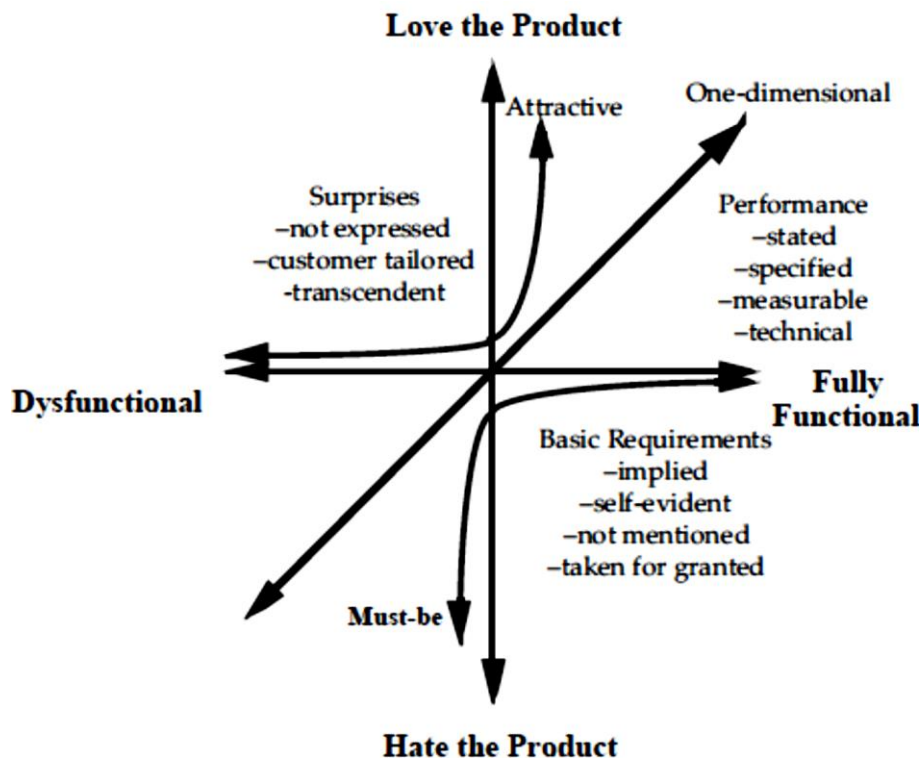 Love the Product
Attractive
One-dimensional
Surprises
–not expressed
–customer tailored
-transcendent
Performance
–stated
–specified
–measurable
–technical
Dysfunctional
Fully
Functional
Basic Requirements
–implied
–self-evident
–not mentioned
–taken for granted
Must-be
Hate the Product